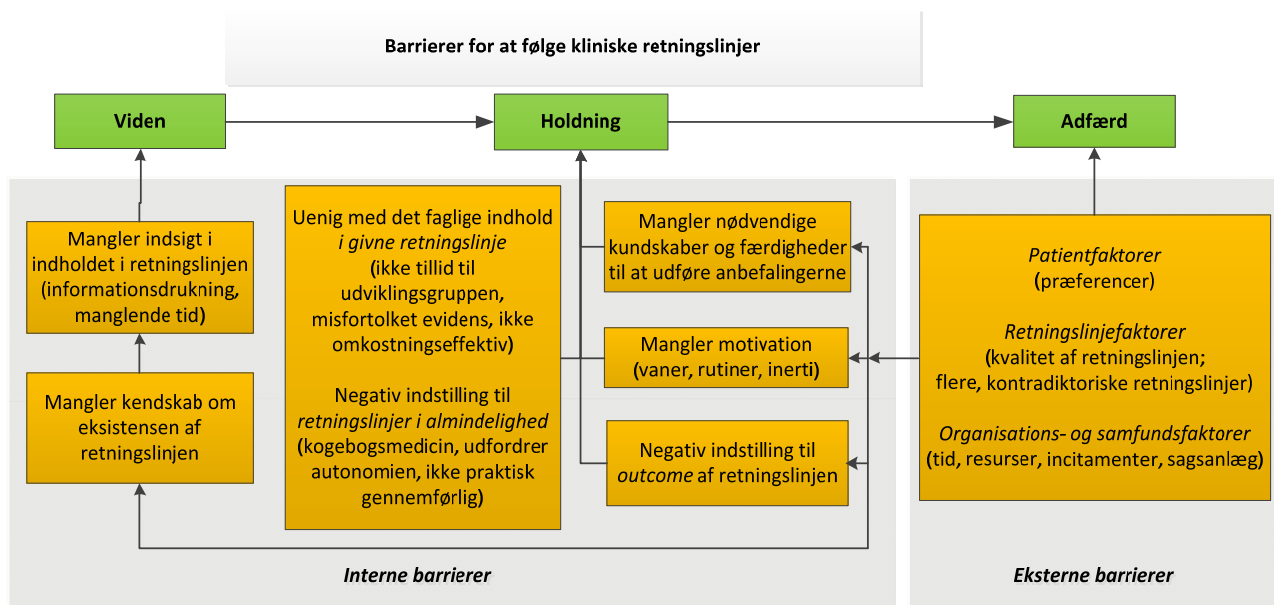 Barrierer for at følge kliniske retningslinjer
Viden
Holdning
Adfærd
Mangler indsigt i
indholdet i retningslinjen
(informationsdrukning,
manglende tid)
Mangler kendskab om
eksistensen af
retningslinjen
Uenig med det faglige indhold
i givne retningslinje
(ikke tillid til
udviklingsgruppen,
misfortolket evidens, ikke
omkostningseffektiv)
Negativ indstilling til
retningslinjer i almindelighed
(kogebogsmedicin, udfordrer
autonomien, ikke praktisk
gennemførlig)
Mangler nødvendige
kundskaber og færdigheder
til at udføre anbefalingerne
Mangler motivation
(vaner, rutiner, inerti)
Negativ indstilling til
outcome af retningslinjen
Patientfaktorer
(præferencer)
Retningslinjefaktorer
(kvalitet af retningslinjen;
flere, kontradiktoriske retningslinjer)
Organisations- og samfundsfaktorer
(tid, resurser, incitamenter, sagsanlæg)
Interne barrierer
Eksterne barrierer